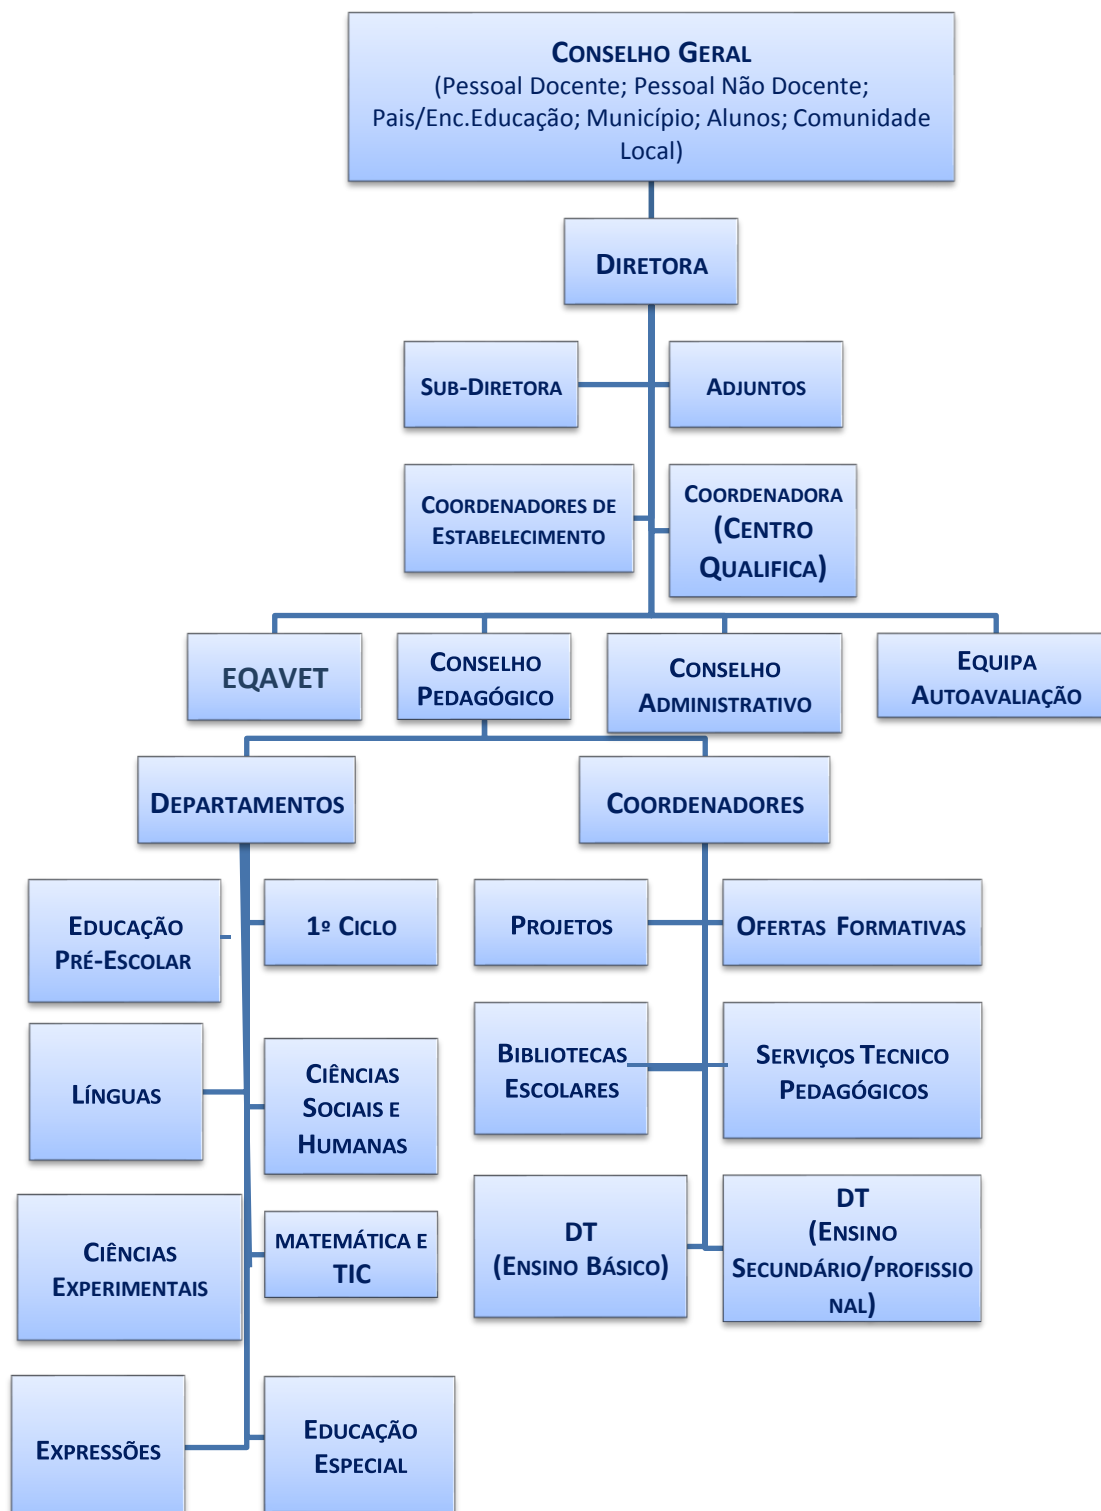 CONSELHO GERAL
(Pessoal Docente; Pessoal Não Docente;
Pais/Enc.Educação; Município; Alunos; Comunidade
Local)
DIRETORA
SUB-DIRETORA
ADJUNTOS
COORDENADORES DE
ESTABELECIMENTO
COORDENADORA
(CENTRO
QUALIFICA)
EQAVET
CONSELHO
PEDAGÓGICO
CONSELHO
ADMINISTRATIVO
EQUIPA
AUTOAVALIAÇÃO
DEPARTAMENTOS
COORDENADORES
EDUCAÇÃO
PRÉ-ESCOLAR
1º CICLO
PROJETOS
OFERTAS FORMATIVAS
LÍNGUAS
CIÊNCIAS
SOCIAIS E
HUMANAS
BIBLIOTECAS
ESCOLARES
SERVIÇOS TECNICO
PEDAGÓGICOS
CIÊNCIAS
EXPERIMENTAIS
MATEMÁTICA E
TIC
DT
(ENSINO BÁSICO)
DT
(ENSINO
SECUNDÁRIO/PROFISSIO
NAL)
EXPRESSÕES
EDUCAÇÃO
ESPECIAL